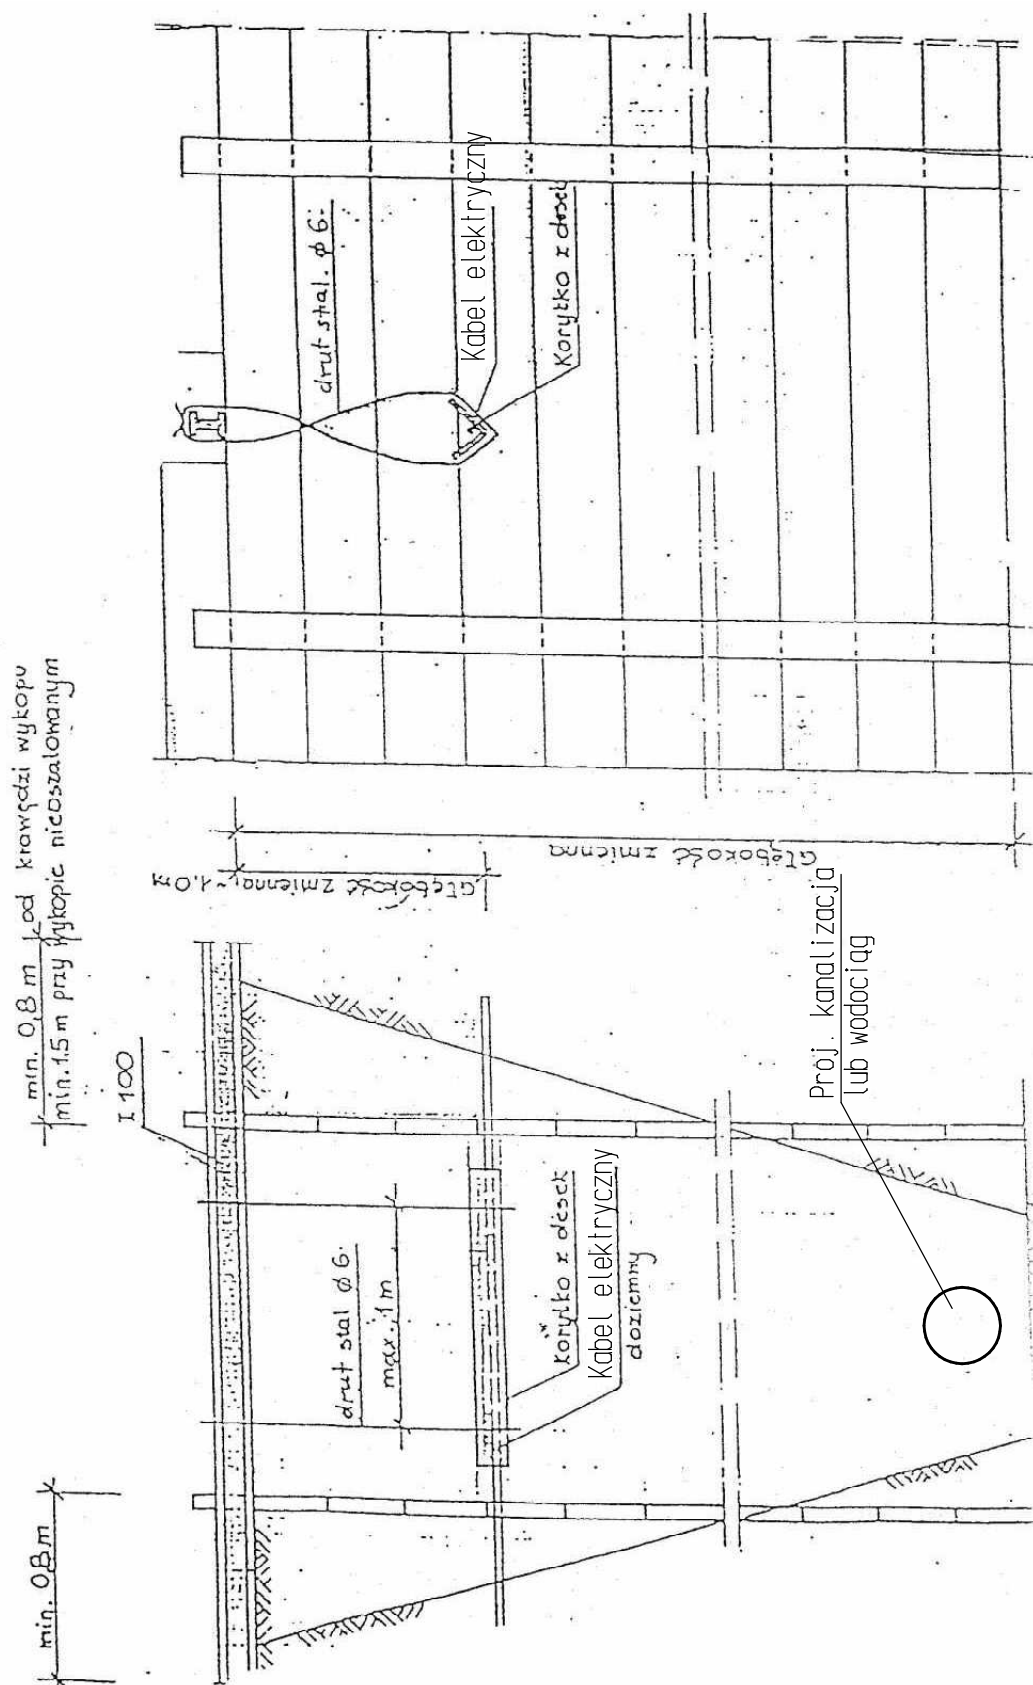 min. 0,8 m
min. 0,8 m od krawędzi wykopu
min. 1.5 m przy wykopie nieoszalowanym
I 100
drut stal ϕ 6.
max. 1 m
Korytko z desek
Kabel elektryczny
doziemny
Proj. kanalizacja
lub wodociąg
Głębokość zmienna ~1.0 m
Głębokość zmienna
drut stal. ϕ 6.
Kabel elektryczny
Korytko z desek